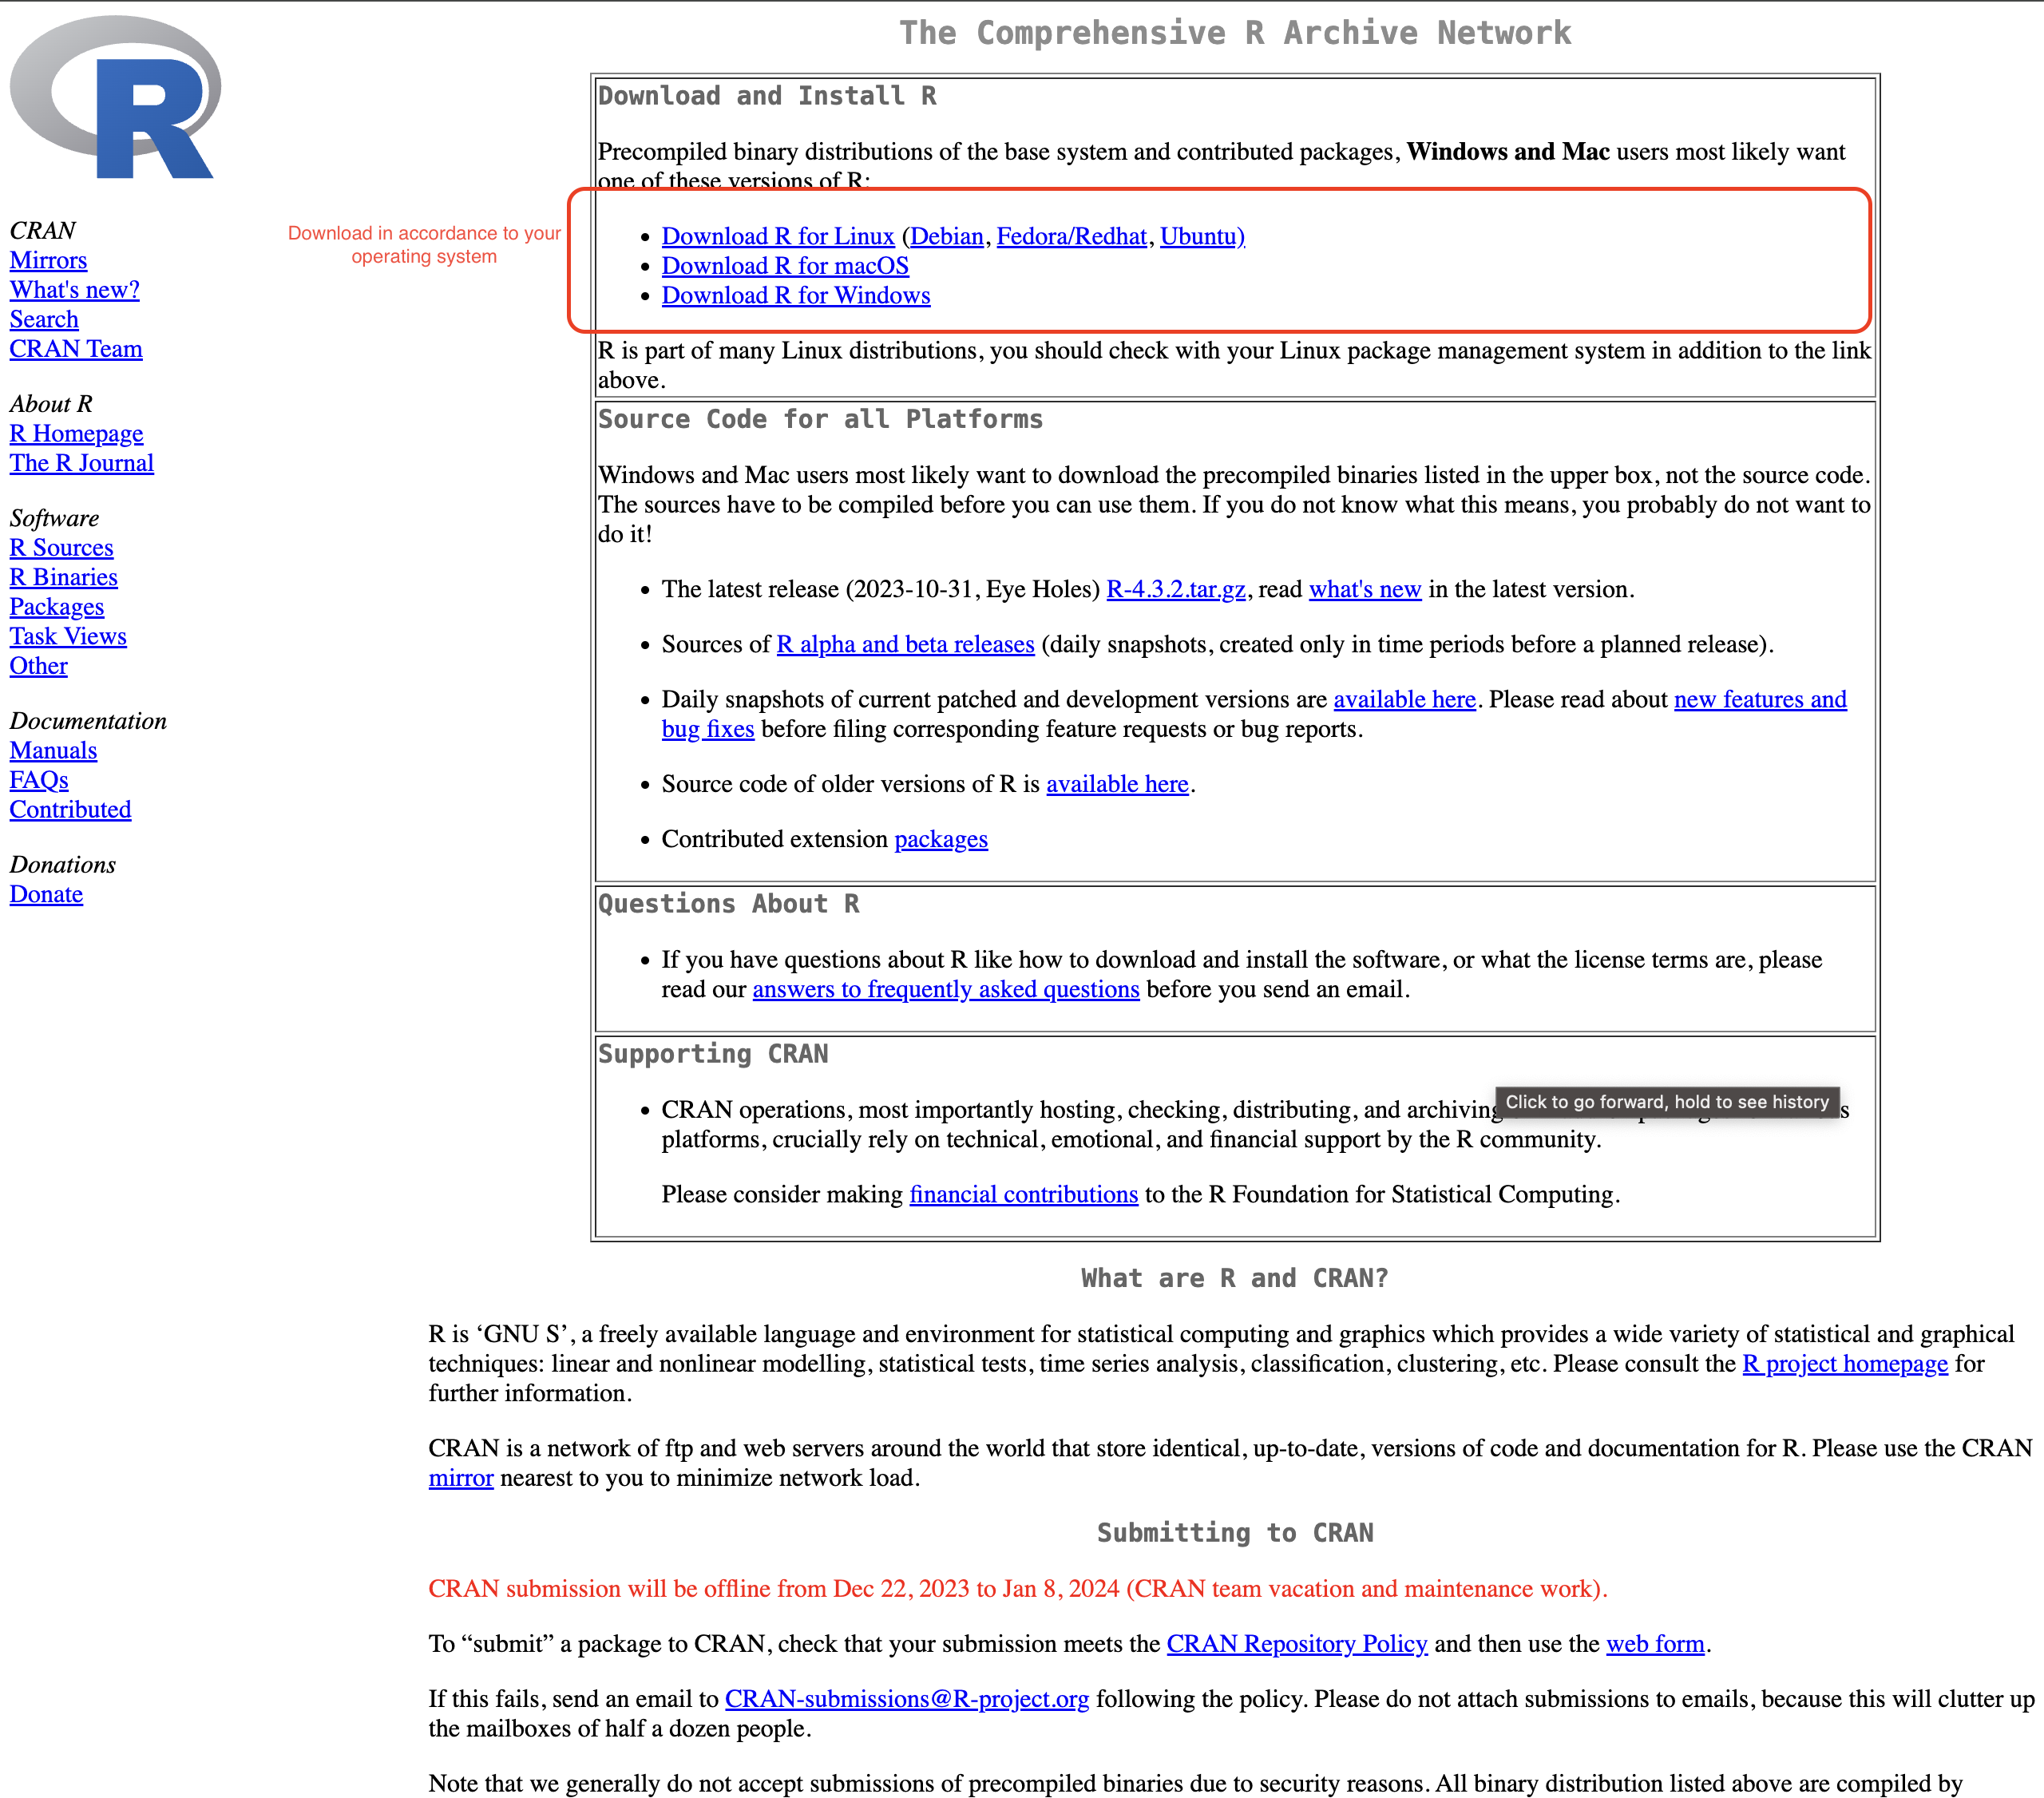 The Comprehensive R Archive Network
R
CRAN
Mirrors
What's new?
Search
CRAN Team
About R
R Homepage
The R Journal
Software
R Sources
R Binaries
Packages
Task Views
Other
Documentation
Manuals
FAQs
Contributed
Donations
Donate
Download in accordance to your
operating system
Download and Install R
Precompiled binary distributions of the base system and contributed packages, Windows and Mac users most likely want
one of these versions of R:
• Download R for Linux (Debian, Fedora/Redhat, Ubuntu)
• Download R for macOS
• Download R for Windows
R is part of many Linux distributions, you should check with your Linux package management system in addition to the link
above.
Source Code for all Platforms
Windows and Mac users most likely want to download the precompiled binaries listed in the upper box, not the source code.
The sources have to be compiled before you can use them. If you do not know what this means, you probably do not want to
do it!
• The latest release (2023-10-31, Eye Holes) R-4.3.2.tar.gz, read what's new in the latest version.
• Sources of R alpha and beta releases (daily snapshots, created only in time periods before a planned release).
• Daily snapshots of current patched and development versions are available here. Please read about new features and
bug fixes before filing corresponding feature requests or bug reports.
• Source code of older versions of R is available here.
• Contributed extension packages
Questions About R
• If you have questions about R like how to download and install the software, or what the license terms are, please
read our answers to frequently asked questions before you send an email.
Supporting CRAN
• CRAN operations, most importantly hosting, checking, distributing, and archiving
Click to go forward, hold to see history
platforms, crucially rely on technical, emotional, and financial support by the R community.
Please consider making financial contributions to the R Foundation for Statistical Computing.
What are R and CRAN?
R is ‘GNU S’, a freely available language and environment for statistical computing and graphics which provides a wide variety of statistical and graphical
techniques: linear and nonlinear modelling, statistical tests, time series analysis, classification, clustering, etc. Please consult the R project homepage for
further information.
CRAN is a network of ftp and web servers around the world that store identical, up-to-date, versions of code and documentation for R. Please use the CRAN
mirror nearest to you to minimize network load.
Submitting to CRAN
CRAN submission will be offline from Dec 22, 2023 to Jan 8, 2024 (CRAN team vacation and maintenance work).
To “submit” a package to CRAN, check that your submission meets the CRAN Repository Policy and then use the web form.
If this fails, send an email to CRAN-submissions@R-project.org following the policy. Please do not attach submissions to emails, because this will clutter up
the mailboxes of half a dozen people.
Note that we generally do not accept submissions of precompiled binaries due to security reasons. All binary distribution listed above are compiled by